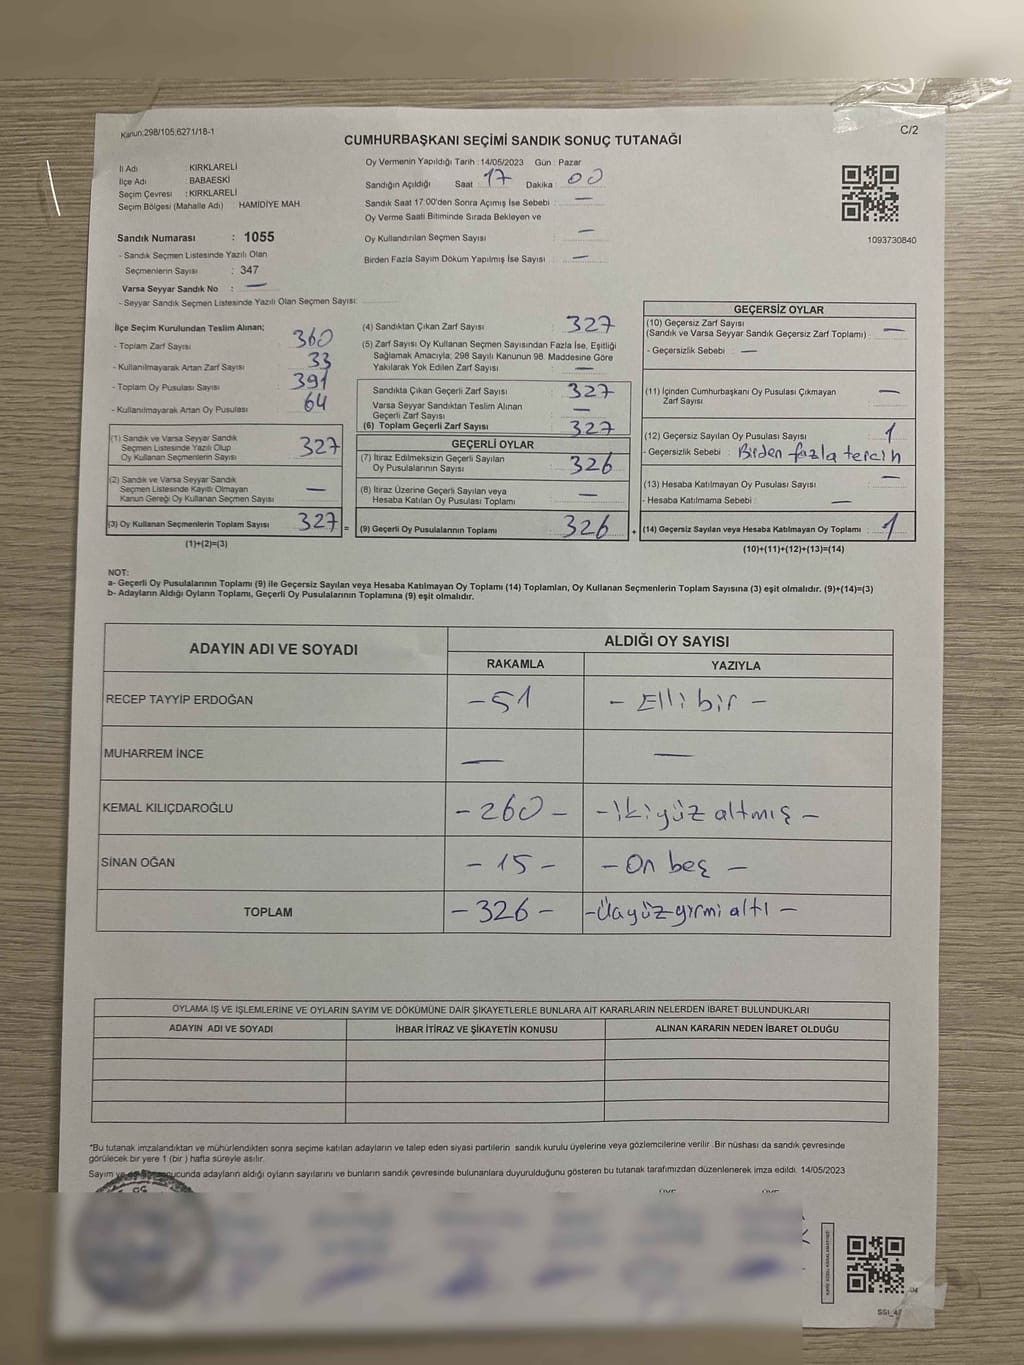 Kanun:298/105,6271/18-1
C/2
CUMHURBAŞKANI SEÇİMİ SANDIK SONUÇ TUTANAĞI
İli Adı : KIRKLARELİ
İlçe Adı : BABAESKİ
Seçim Çevresi : KIRKLARELİ
Seçim Bölgesi (Mahalle Adı) : HAMİDİYE MAH.
Oy Vermenin Yapıldığı Tarih : 14/05/2023 Gün : Pazar
Sandığın Açıldığı Saat : 17 Dakika : 00
Sandık Saat 17:00'den Sonra Açımış İse Sebebi : —
Oy Verme Saati Bitiminde Sırada Bekleyen ve
Oy Kullandırılan Seçmen Sayısı : —
Birden Fazla Sayım Döküm Yapılmış İse Sayısı : —
1093730840
Sandık Numarası : 1055
- Sandık Seçmen Listesinde Yazılı Olan
Seçmenlerin Sayısı : 347
Varsa Seyyar Sandık No : —
- Seyyar Sandık Seçmen Listesinde Yazılı Olan Seçmen Sayısı:
İlçe Seçim Kurulundan Teslim Alınan;
- Toplam Zarf Sayısı 360
- Kullanılmayarak Artan Zarf Sayısı 33
- Toplam Oy Pusulası Sayısı 391
- Kullanılmayarak Artan Oy Pusulası 64
(1) Sandık ve Varsa Seyyar Sandık
Seçmen Listesinde Yazılı Olup
Oy Kullanan Seçmenlerin Sayısı 327
(2) Sandık ve Varsa Seyyar Sandık
Seçmen Listesinde Kayıtlı Olmayan
Kanun Gereği Oy Kullanan Seçmen Sayısı —
(3) Oy Kullanan Seçmenlerin Toplam Sayısı 327 =
(1)+(2)=(3)
(4) Sandıktan Çıkan Zarf Sayısı : 327
(5) Zarf Sayısı Oy Kullanan Seçmen Sayısından Fazla İse, Eşitliği
Sağlamak Amacıyla; 298 Sayılı Kanunun 98. Maddesine Göre
Yakılarak Yok Edilen Zarf Sayısı : —
Sandıkta Çıkan Geçerli Zarf Sayısı : 327
Varsa Seyyar Sandıktan Teslim Alınan
Geçerli Zarf Sayısı : —
(6) Toplam Geçerli Zarf Sayısı : 327
GEÇERLİ OYLAR
(7) İtiraz Edilmeksizin Geçerli Sayılan
Oy Pusulalarının Sayısı : 326
(8) İtiraz Üzerine Geçerli Sayılan veya
Hesaba Katılan Oy Pusulası Toplamı : —
(9) Geçerli Oy Pusulalarının Toplamı : 326 +
GEÇERSİZ OYLAR
(10) Geçersiz Zarf Sayısı
(Sandık ve Varsa Seyyar Sandık Geçersiz Zarf Toplamı) : —
- Geçersizlik Sebebi : —
(11) İçinden Cumhurbaşkanı Oy Pusulası Çıkmayan
Zarf Sayısı : —
(12) Geçersiz Sayılan Oy Pusulası Sayısı : 1
- Geçersizlik Sebebi : Birden fazla tercih
(13) Hesaba Katılmayan Oy Pusulası Sayısı : —
- Hesaba Katılmama Sebebi : —
(14) Geçersiz Sayılan veya Hesaba Katılmayan Oy Toplamı : 1
(10)+(11)+(12)+(13)=(14)
NOT:
a- Geçerli Oy Pusulalarının Toplamı (9) ile Geçersiz Sayılan veya Hesaba Katılmayan Oy Toplamı (14) Toplamları, Oy Kullanan Seçmenlerin Toplam Sayısına (3) eşit olmalıdır. (9)+(14)=(3)
b- Adayların Aldığı Oyların Toplamı, Geçerli Oy Pusulalarının Toplamına (9) eşit olmalıdır.
ADAYIN ADI VE SOYADI
ALDIĞI OY SAYISI
RAKAMLA YAZIYLA
RECEP TAYYİP ERDOĞAN -51 - Elli bir -
MUHARREM İNCE — —
KEMAL KILIÇDAROĞLU -260- -ikiyüz altmış-
SİNAN OĞAN -15- -On beş-
TOPLAM -326- -Üçyüzyirmi altı-
OYLAMA İŞ VE İŞLEMLERİNE VE OYLARIN SAYIM VE DÖKÜMÜNE DAİR ŞİKAYETLERLE BUNLARA AİT KARARLARIN NELERDEN İBARET BULUNDUKLARI
ADAYIN ADI VE SOYADI İHBAR İTİRAZ VE ŞİKAYETİN KONUSU ALINAN KARARIN NEDEN İBARET OLDUĞU
*Bu tutanak imzalandıktan ve mühürlendikten sonra seçime katılan adayların ve talep eden siyasi partilerin sandık kurulu üyelerine veya gözlemcilerine verilir. Bir nüshası da sandık çevresinde
görülecek bir yere 1 (bir ) hafta süreyle asılır.
Sayım ve sonucunda adayların aldığı oyların sayılarını ve bunların sandık çevresinde bulunanlara duyurulduğunu gösteren bu tutanak tarafımızdan düzenlenerek imza edildi. 14/05/2023